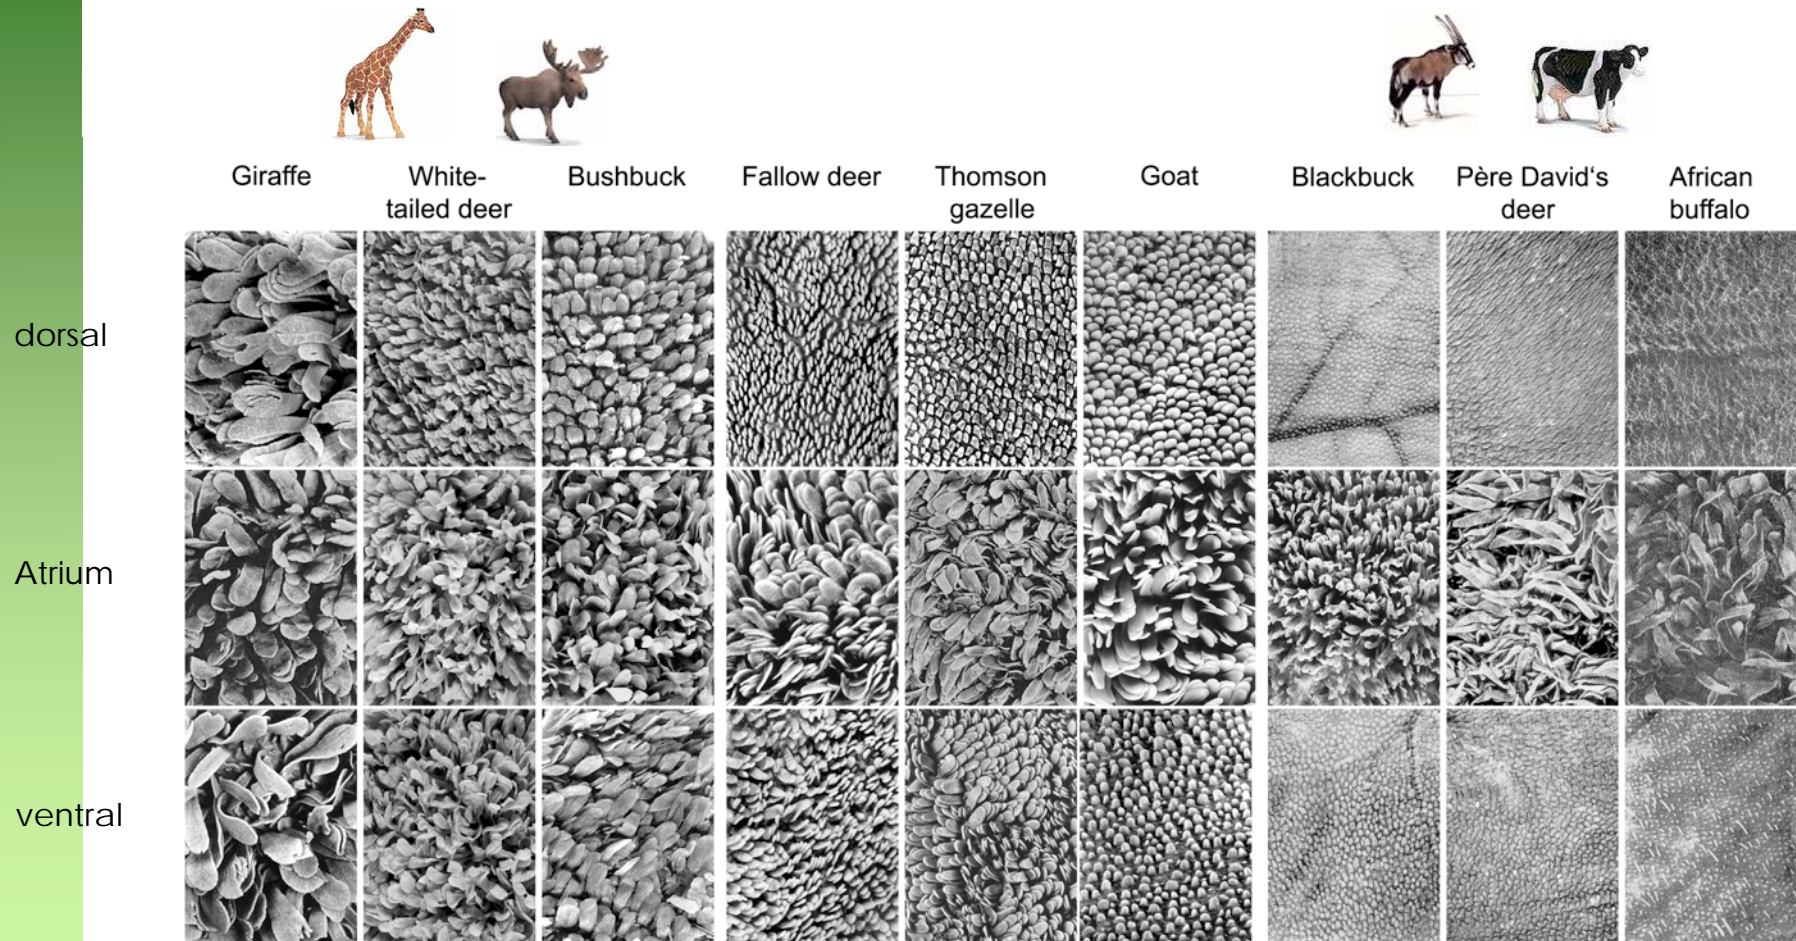 Giraffe
White-
tailed deer
Bushbuck
Fallow deer
Thomson
gazelle
Goat
Blackbuck
Père David‘s
deer
African
buffalo
dorsal
Atrium
ventral